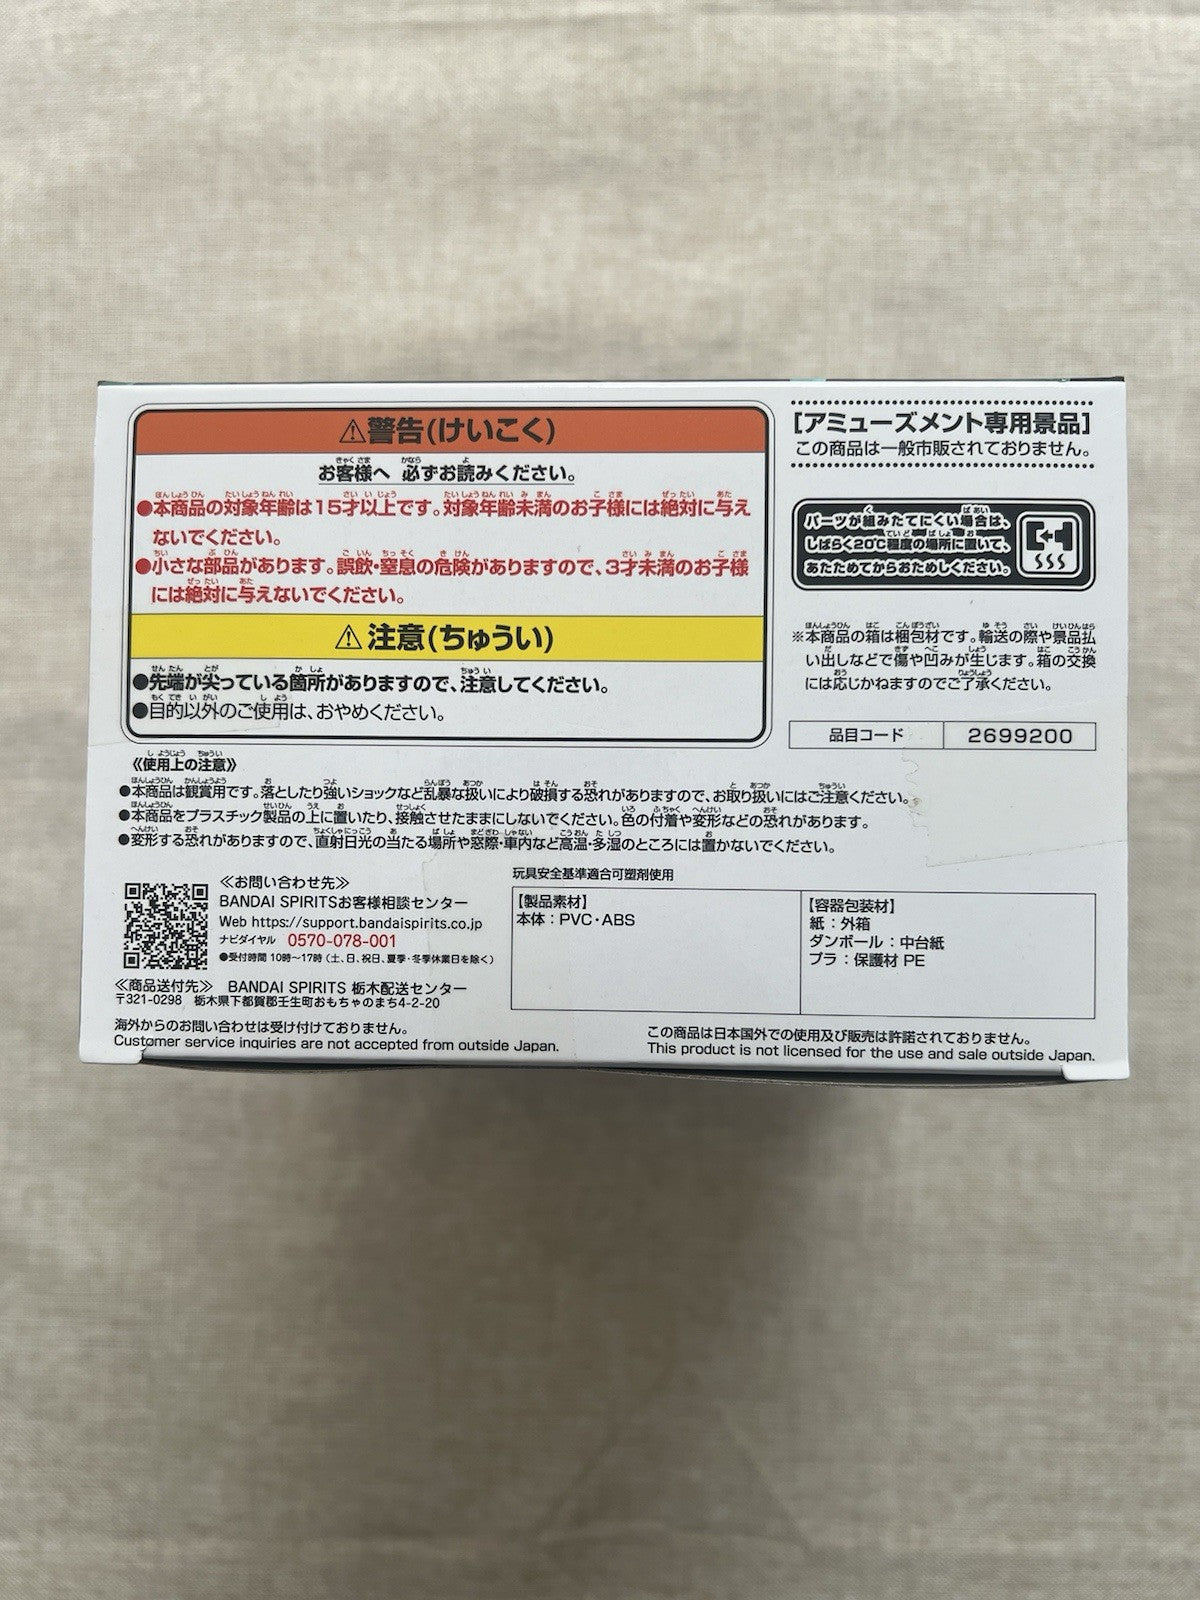 ⚠警告(けいこく)
お客様へ 必ずお読みください。
●本商品の対象年齢は15才以上です。対象年齢未満のお子様には絶対に与え
ないでください。
●小さな部品があります。誤飲・窒息の危険がありますので、3才未満のお子様
には絶対に与えないでください。
⚠注意(ちゅうい)
●先端が尖っている箇所がありますので、注意してください。
●目的以外のご使用は、おやめください。
[アミューズメント専用景品]
この商品は一般市販されておりません。
パーツが組みたてにくい場合は、
しばらく20℃程度の場所に置いて、
あたためてからおためしください。
※本商品の箱は梱包材です。輸送の際や景品払
い出しなどで傷や凹みが生じます。箱の交換
には応じかねますのでご了承ください。
品目コード 2699200
《使用上の注意》
●本商品は観賞用です。落としたり強いショックなど乱暴な扱いにより破損する恐れがありますので、お取り扱いにはご注意ください。
●本商品をプラスチック製品の上に置いたり、接触させたままにしないでください。色の付着や変形などの恐れがあります。
●変形する恐れがありますので、直射日光の当たる場所や窓際・車内など高温・多湿のところには置かないでください。
≪お問い合わせ先≫
BANDAI SPIRITSお客様相談センター
Web https://support.bandaispirits.co.jp
ナビダイヤル 0570-078-001
●受付時間 10時〜17時 (土、日、祝日、夏季・冬季休業日を除く)
≪商品送付先≫ BANDAI SPIRITS 栃木配送センター
〒321-0298 栃木県下都賀郡壬生町おもちゃのまち4-2-20
玩具安全基準適合可塑剤使用
【製品素材】
本体：PVC・ABS
【容器包装材】
紙：外箱
ダンボール：中台紙
プラ：保護材 PE
海外からのお問い合わせは受け付けておりません。
Customer service inquiries are not accepted from outside Japan.
この商品は日本国外での使用及び販売は許諾されておりません。
This product is not licensed for the use and sale outside Japan.